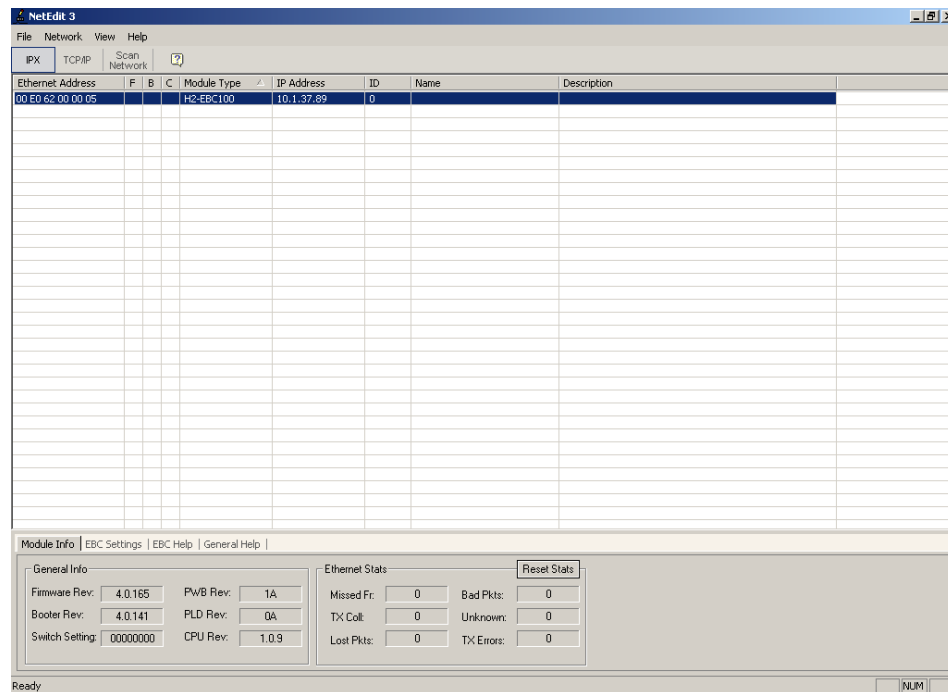 NetEdit 3
File Network View Help
IPX TCP/IP Scan Network
Ethernet Address F B C Module Type IP Address ID Name Description
00 E0 62 00 00 05 H2-EBC100 10.1.37.89 0
Module Info EBC Settings EBC Help General Help
General Info Ethernet Stats Reset Stats
Firmware Rev: 4.0.165 PWB Rev: 1A Missed Fr: 0 Bad Pkts: 0
Booter Rev: 4.0.141 PLD Rev: 0A TX Coll: 0 Unknown: 0
Switch Setting: 00000000 CPU Rev: 1.0.9 Lost Pkts: 0 TX Errors: 0
Ready NUM